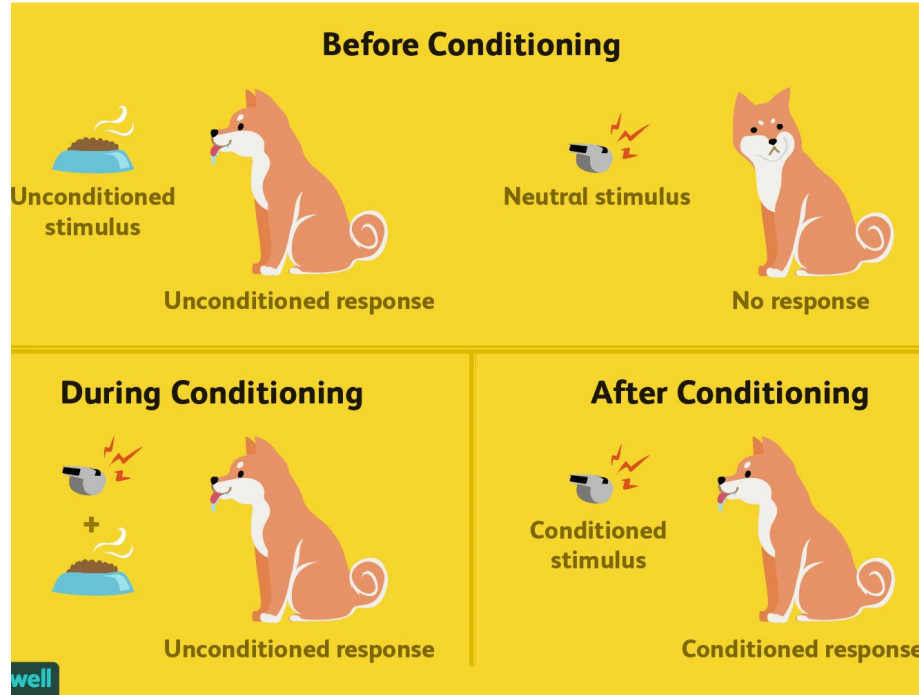 Before Conditioning
Unconditioned
stimulus
Unconditioned response
Neutral stimulus
No response
During Conditioning
+
Unconditioned response
After Conditioning
Conditioned
stimulus
Conditioned response
well